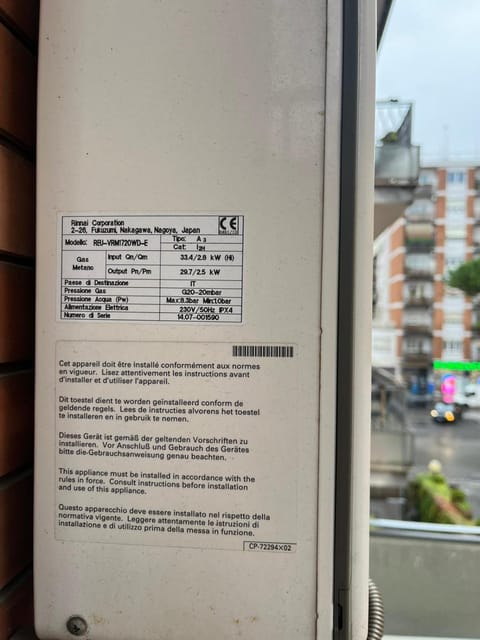 Rinnai Corporation
2-26, Fukuzumi, Nakagawa, Nagoya, Japan
CE
Modello: REU-VRM1720WD-E Tipo: A3
Cat: I2H
Gas Metano Input Qn/Qm 33.4/2.8 kW (Hi)
Output Pn/Pm 29.7/2.5 kW
Paese di Destinazione IT
Pressione Gas G20-20mbar
Pressione Acqua (Pw) Max:8.3bar Min:1.0bar
Alimentazione Elettrica 230V/50Hz IPX4
Numero di Serie 14.07-001590
Cet appareil doit être installé conformément aux normes
en vigueur. Lisez attentivement les instructions avant
d'installer et d'utiliser l'appareil.
Dit toestel dient te worden geïnstalleerd conform de
geldende regels. Lees de instructies alvorens het toestel
te installeren en in gebruik te nemen.
Dieses Gerät ist gemäß der geltenden Vorschriften zu
installieren. Vor Anschluß und Gebrauch des Gerätes
bitte die-Gebrauchsanweisung genau beachten.
This appliance must be installed in accordance with the
rules in force. Consult instructions before installation
and use of this appliance.
Questo apparecchio deve essere installato nel rispetto della
normativa vigente. Leggere attentamente le istruzioni di
installazione e di utilizzo prima della messa in funzione.
CP-72294×02